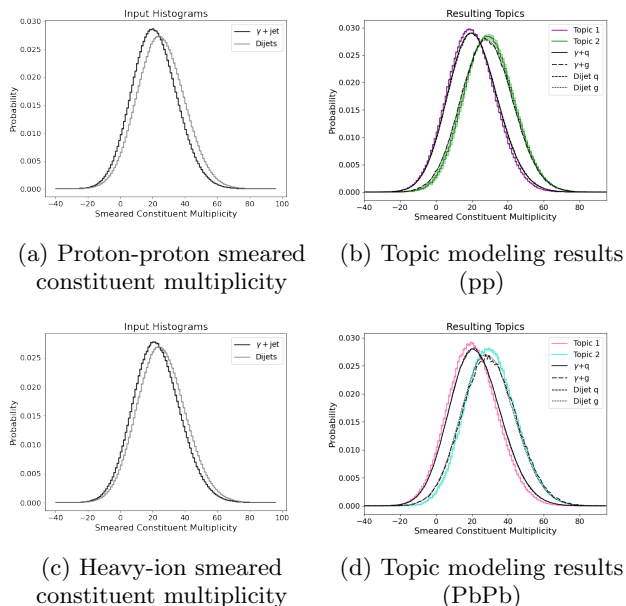 Input Histograms
γ + jet
Dijets
0.030
0.025
0.020
0.015
0.010
0.005
0.000
Probability
−40 −20 0 20 40 60 80 100
Smeared Constituent Multiplicity
(a) Proton-proton smeared
constituent multiplicity
Resulting Topics
Topic 1
Topic 2
γ+q
γ+g
Dijet q
Dijet g
0.030
0.025
0.020
0.015
0.010
0.005
0.000
Probability
−40 −20 0 20 40 60 80
Smeared Constituent Multiplicity
(b) Topic modeling results
(pp)
Input Histograms
γ + jet
Dijets
0.025
0.020
0.015
0.010
0.005
0.000
Probability
−40 −20 0 20 40 60 80 100
Smeared Constituent Multiplicity
(c) Heavy-ion smeared
constituent multiplicity
Resulting Topics
Topic 1
Topic 2
γ+q
γ+g
Dijet q
Dijet g
0.030
0.025
0.020
0.015
0.010
0.005
0.000
Probability
−40 −20 0 20 40 60 80
Smeared Constituent Multiplicity
(d) Topic modeling results
(PbPb)